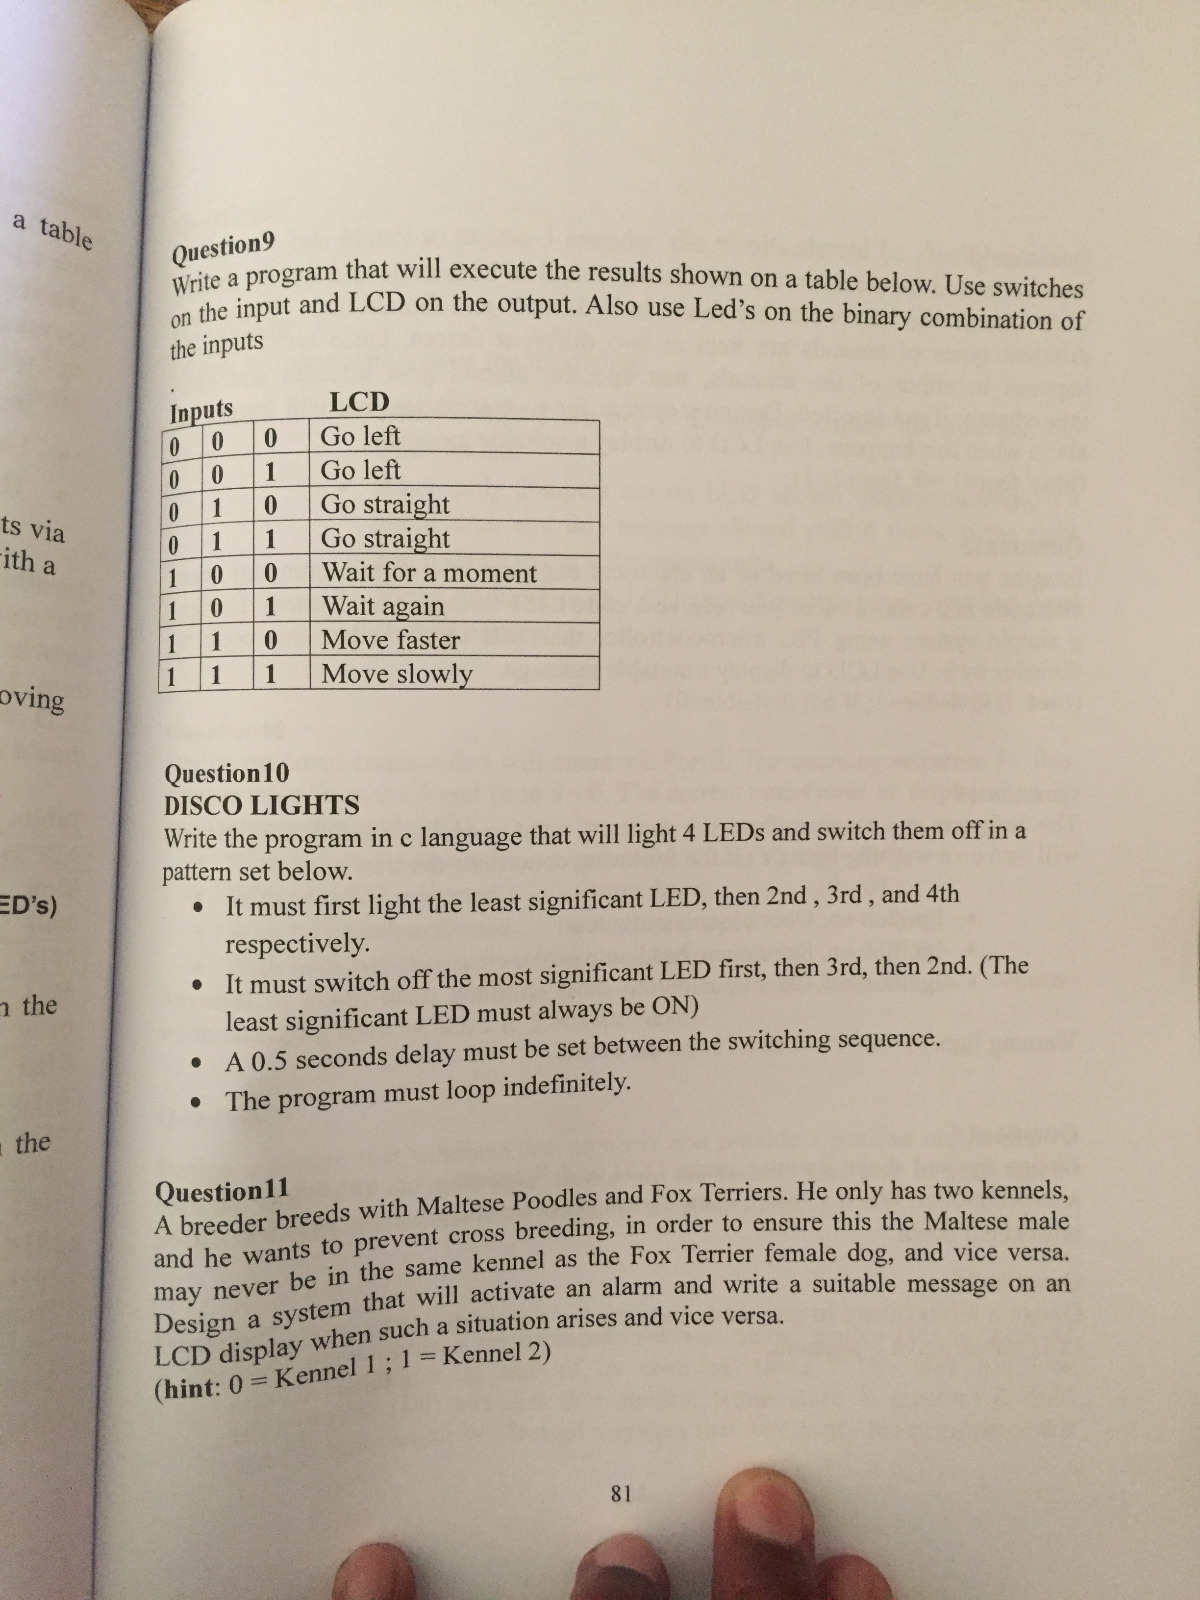 a table
ts via
ith a
oving
ED's)
n the
the
Question9
Write a program that will execute the results shown on a table below. Use switches
on the input and LCD on the output. Also use Led's on the binary combination of
the inputs
.
Inputs LCD
0 0 0 Go left
0 0 1 Go left
0 1 0 Go straight
0 1 1 Go straight
1 0 0 Wait for a moment
1 0 1 Wait again
1 1 0 Move faster
1 1 1 Move slowly
Question10
DISCO LIGHTS
Write the program in c language that will light 4 LEDs and switch them off in a
pattern set below.
• It must first light the least significant LED, then 2nd , 3rd , and 4th
respectively.
• It must switch off the most significant LED first, then 3rd, then 2nd. (The
least significant LED must always be ON)
• A 0.5 seconds delay must be set between the switching sequence.
• The program must loop indefinitely.
Question11
A breeder breeds with Maltese Poodles and Fox Terriers. He only has two kennels,
and he wants to prevent cross breeding, in order to ensure this the Maltese male
may never be in the same kennel as the Fox Terrier female dog, and vice versa.
Design a system that will activate an alarm and write a suitable message on an
LCD display when such a situation arises and vice versa.
(hint: 0 = Kennel 1 ; 1 = Kennel 2)
81